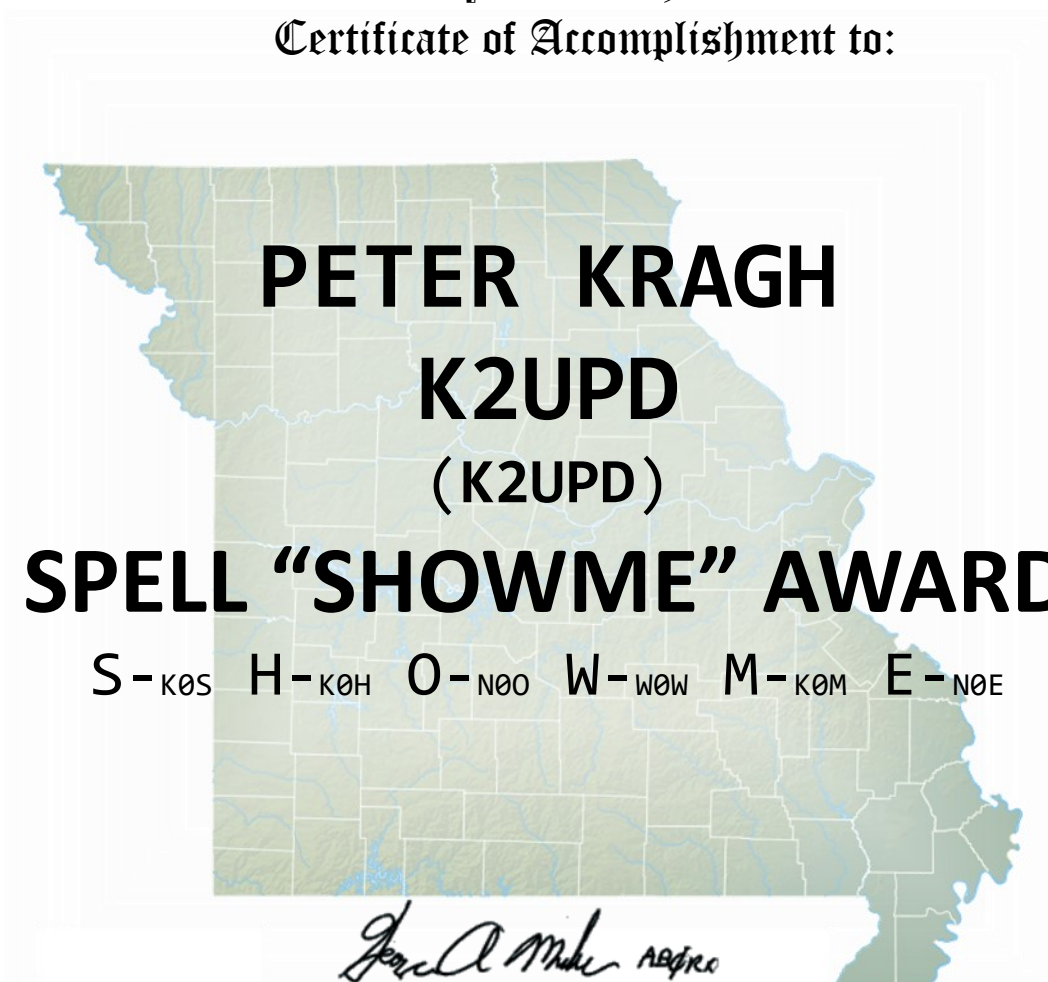 Certificate of Accomplishment to:
PETER KRAGH
K2UPD
(K2UPD)
SPELL “SHOWME” AWARD
S-K0S H-K0H O-N0O W-W0W M-K0M E-N0E